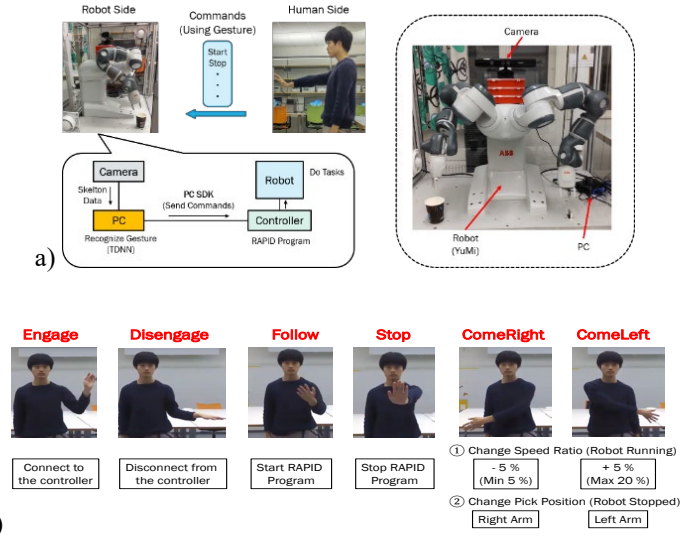 Robot Side
Commands
(Using Gesture)
Human Side
Start
Stop
Camera
Skelton
Data
PC
Recognize Gesture
(TDNN)
PC SDK
(Send Commands)
Robot
Do Tasks
Controller
RAPID Program
a)
Camera
ABB
Robot
(YuMi)
PC
Engage
Disengage
Follow
Stop
ComeRight
ComeLeft
Connect to
the controller
Disconnect from
the controller
Start RAPID
Program
Stop RAPID
Program
① Change Speed Ratio (Robot Running)
- 5 %
(Min 5 %)
+ 5 %
(Max 20 %)
② Change Pick Position (Robot Stopped)
Right Arm
Left Arm
)